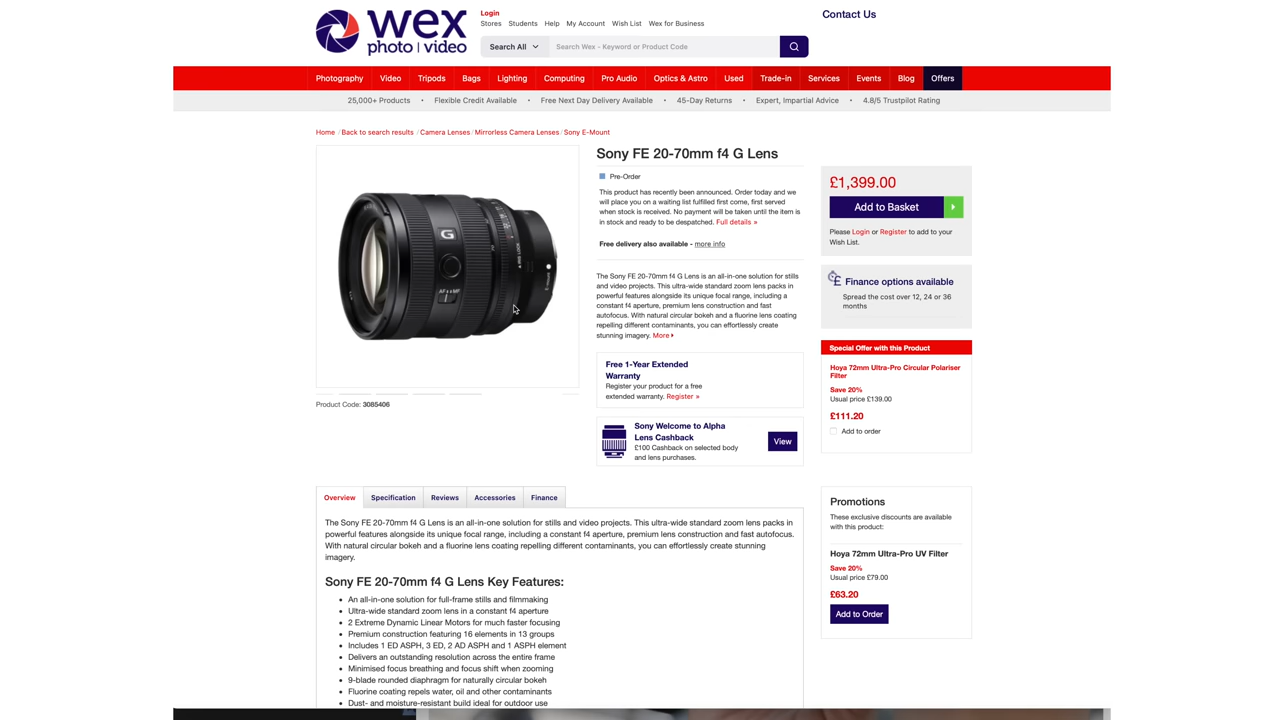 wex
photo | video
Login
Stores Students Help My Account Wish List Wex for Business
Contact Us
Search All Search Wex - Keyword or Product Code
Photography Video Tripods Bags Lighting Computing Pro Audio Optics & Astro Used Trade-in Services Events Blog Offers
25,000+ Products • Flexible Credit Available • Free Next Day Delivery Available • 45-Day Returns • Expert, Impartial Advice • 4.8/5 Trustpilot Rating
Home / Back to search results / Camera Lenses / Mirrorless Camera Lenses / Sony E-Mount
G
AF MF
Product Code: 3085406
Sony FE 20-70mm f4 G Lens
Pre-Order
This product has recently been announced. Order today and we
will place you on a waiting list fulfilled first come, first served
when stock is received. No payment will be taken until the item is
in stock and ready to be despatched. Full details »
Free delivery also available - more info
The Sony FE 20-70mm f4 G Lens is an all-in-one solution for stills
and video projects. This ultra-wide standard zoom lens packs in
powerful features alongside its unique focal range, including a
constant f4 aperture, premium lens construction and fast
autofocus. With natural circular bokeh and a fluorine lens coating
repelling different contaminants, you can effortlessly create
stunning imagery. More
Free 1-Year Extended
Warranty
Register your product for a free
extended warranty. Register »
Sony Welcome to Alpha
Lens Cashback
£100 Cashback on selected body
and lens purchases.
View
£1,399.00
Add to Basket
Please Login or Register to add to your
Wish List.
Finance options available
Spread the cost over 12, 24 or 36
months
Special Offer with this Product
Hoya 72mm Ultra-Pro Circular Polariser
Filter
Save 20%
Usual price £139.00
£111.20
Add to order
Overview Specification Reviews Accessories Finance
The Sony FE 20-70mm f4 G Lens is an all-in-one solution for stills and video projects. This ultra-wide standard zoom lens packs in
powerful features alongside its unique focal range, including a constant f4 aperture, premium lens construction and fast autofocus.
With natural circular bokeh and a fluorine lens coating repelling different contaminants, you can effortlessly create stunning
imagery.
Sony FE 20-70mm f4 G Lens Key Features:
• An all-in-one solution for full-frame stills and filmmaking
• Ultra-wide standard zoom lens in a constant f4 aperture
• 2 Extreme Dynamic Linear Motors for much faster focusing
• Premium construction featuring 16 elements in 13 groups
• Includes 1 ED ASPH, 3 ED, 2 AD ASPH and 1 ASPH element
• Delivers an outstanding resolution across the entire frame
• Minimised focus breathing and focus shift when zooming
• 9-blade rounded diaphragm for naturally circular bokeh
• Fluorine coating repels water, oil and other contaminants
• Dust- and moisture-resistant build ideal for outdoor use
Promotions
These exclusive discounts are available
with this product:
Hoya 72mm Ultra-Pro UV Filter
Save 20%
Usual price £79.00
£63.20
Add to Order